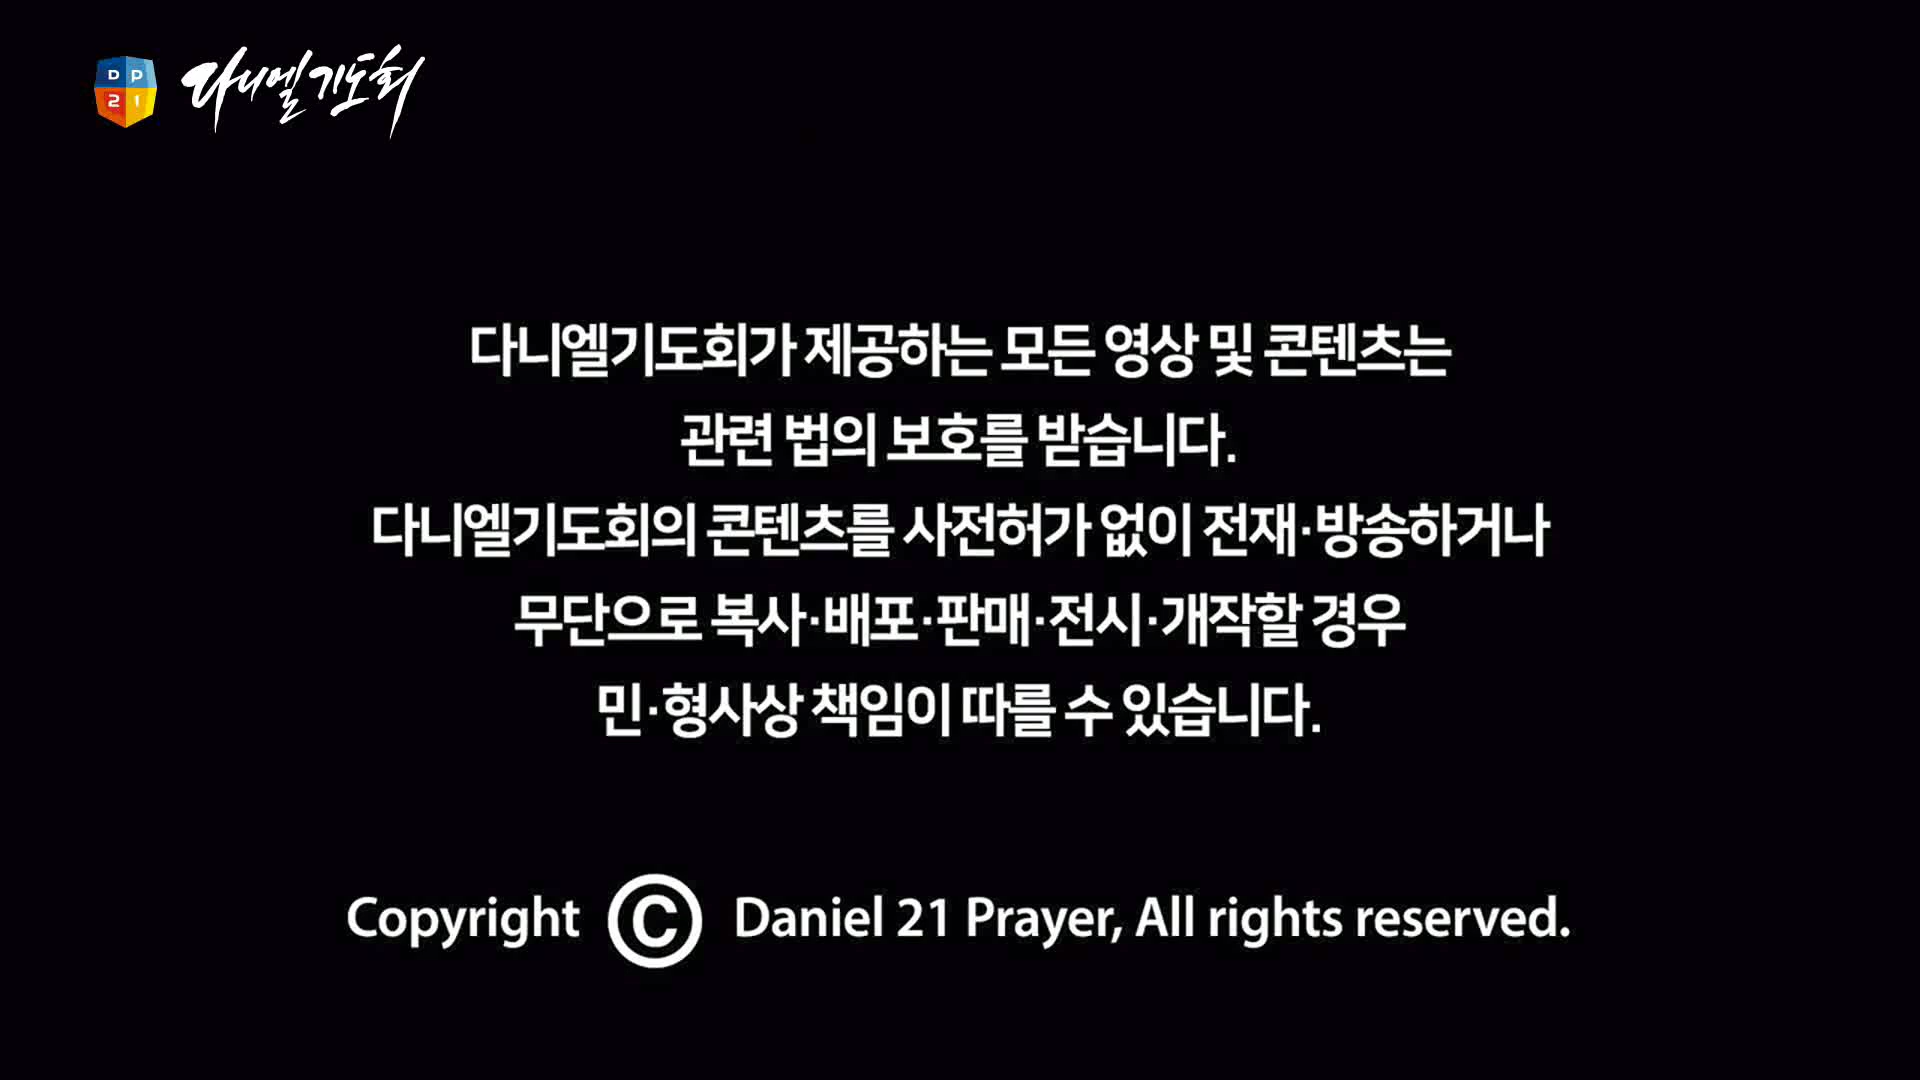 DP
21
다니엘기도회
다니엘기도회가 제공하는 모든 영상 및 콘텐츠는
관련 법의 보호를 받습니다.
다니엘기도회의 콘텐츠를 사전허가 없이 전재·방송하거나
무단으로 복사·배포·판매·전시·개작할 경우
민·형사상 책임이 따를 수 있습니다.
Copyright © Daniel 21 Prayer, All rights reserved.